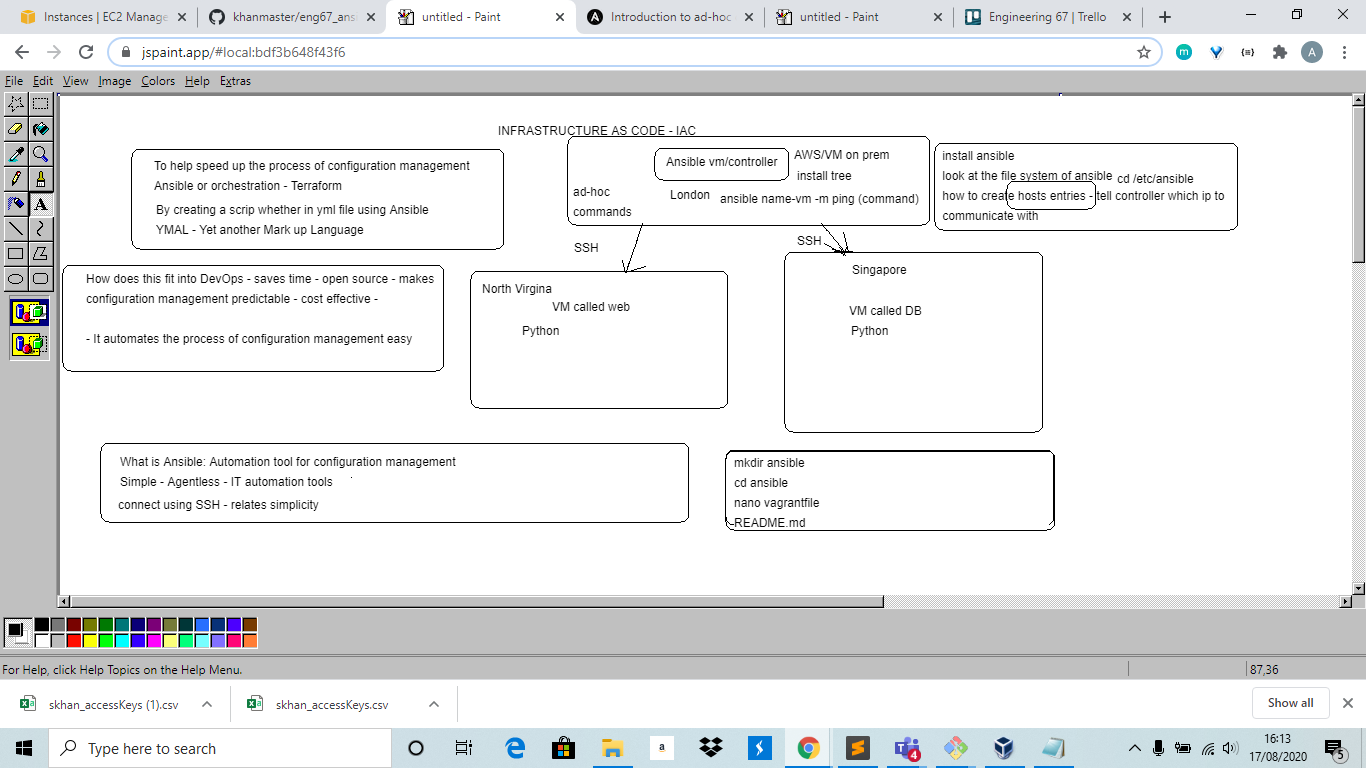 Instances | EC2 Manage
khanmaster/eng67_ans
untitled - Paint
Introduction to ad-hoc
untitled - Paint
Engineering 67 | Trello
jspaint.app/#local:bdf3b648f43f6
A
File Edit View Image Colors Help Extras
INFRASTRUCTURE AS CODE - IAC
To help speed up the process of configuration management
Ansible or orchestration - Terraform
By creating a scrip whether in yml file using Ansible
YMAL - Yet another Mark up Language
Ansible vm/controller
AWS/VM on prem
install tree
ad-hoc
commands
London
ansible name-vm -m ping (command)
install ansible
look at the file system of ansible cd /etc/ansible
how to create hosts entries - tell controller which ip to
communicate with
SSH
SSH
How does this fit into DevOps - saves time - open source - makes
configuration management predictable - cost effective -
- It automates the process of configuration management easy
North Virgina
VM called web
Python
Singapore
VM called DB
Python
What is Ansible: Automation tool for configuration management
Simple - Agentless - IT automation tools
connect using SSH - relates simplicity
mkdir ansible
cd ansible
nano vagrantfile
README.md
For Help, click Help Topics on the Help Menu.
87,36
skhan_accessKeys (1).csv
skhan_accessKeys.csv
Show all
Type here to search
4
16:13
17/08/2020
5